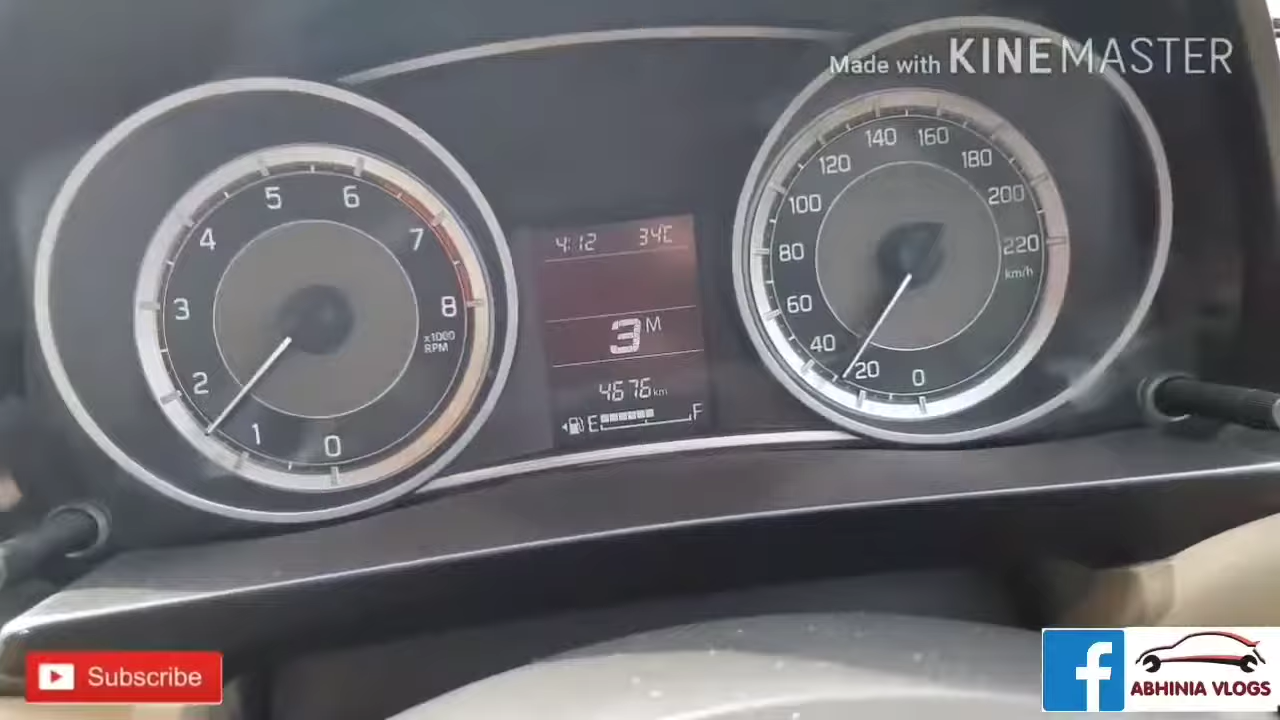 Made with KINEMASTER
5 6
4 7
3 8
2 x1000
RPM
1 0
4:12 34C
3 M
4676 km
E F
140 160
120 180
100 200
80 220
km/h
60
40
20 0
Subscribe
f
ABHINIA VLOGS